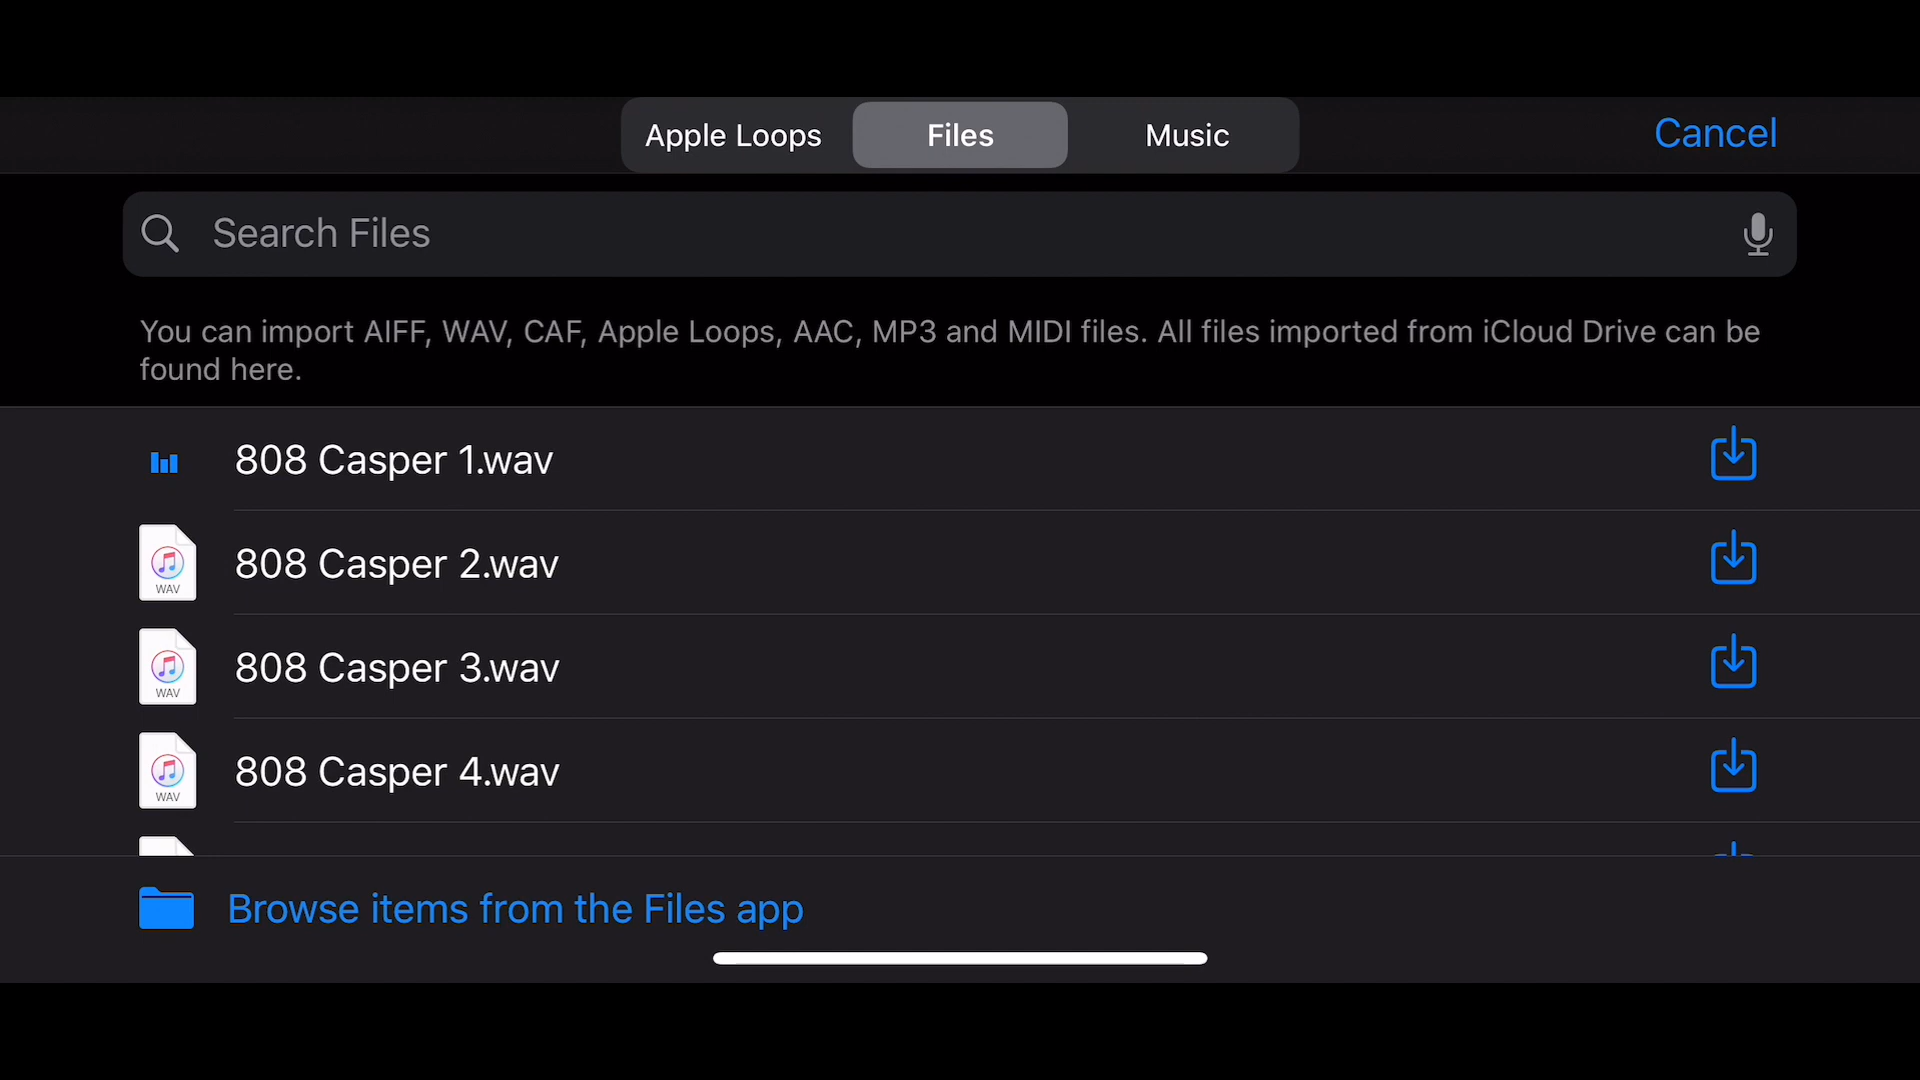 Apple Loops
Files
Music
Cancel
Search Files
You can import AIFF, WAV, CAF, Apple Loops, AAC, MP3 and MIDI files. All files imported from iCloud Drive can be
found here.
808 Casper 1.wav
WAV
808 Casper 2.wav
WAV
808 Casper 3.wav
WAV
808 Casper 4.wav
Browse items from the Files app